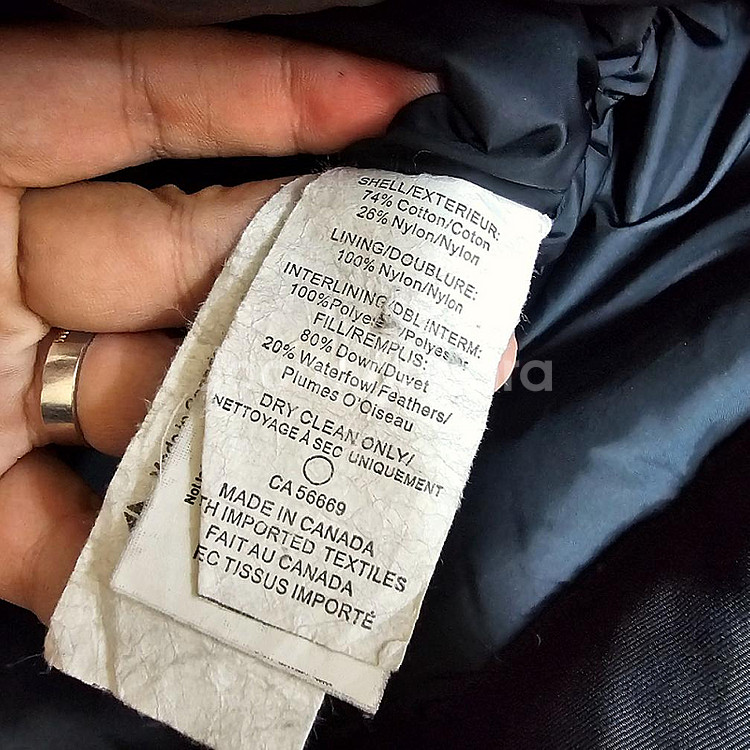 SHELL/EXTERIEUR:
74% Cotton/Coton
26% Nylon/Nylon
LINING/DOUBLURE:
100% Nylon/Nylon
INTERLINING/DBL INTERM:
100%Polyester/Polyester
FILL/REMPLIS:
80% Down/Duvet
20% Waterfowl Feathers/
Plumes O'Oiseau
DRY CLEAN ONLY/
NETTOYAGE À SEC UNIQUEMENT
CA 56669
MADE IN CANADA
TH IMPORTED TEXTILES
FAIT AU CANADA
EC TISSUS IMPORTÉ
Made in